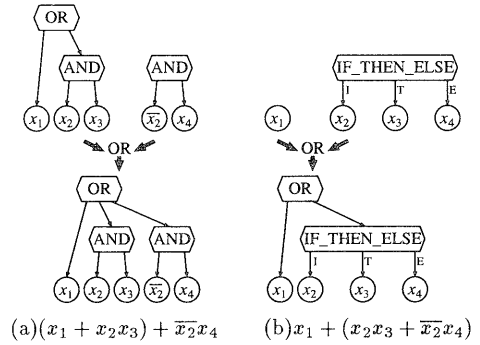 OR
AND AND IF_THEN_ELSE
I T E
x₁ x₂ x₃ x̅₂ x₄ x₁ x₂ x₃ x₄
OR OR
OR OR
AND AND IF_THEN_ELSE
I T E
x₁ x₂ x₃ x̅₂ x₄ x₁ x₂ x₃ x₄
(a)(x₁ + x₂x₃) + x̅₂x₄ (b)x₁ + (x₂x₃ + x̅₂x₄)